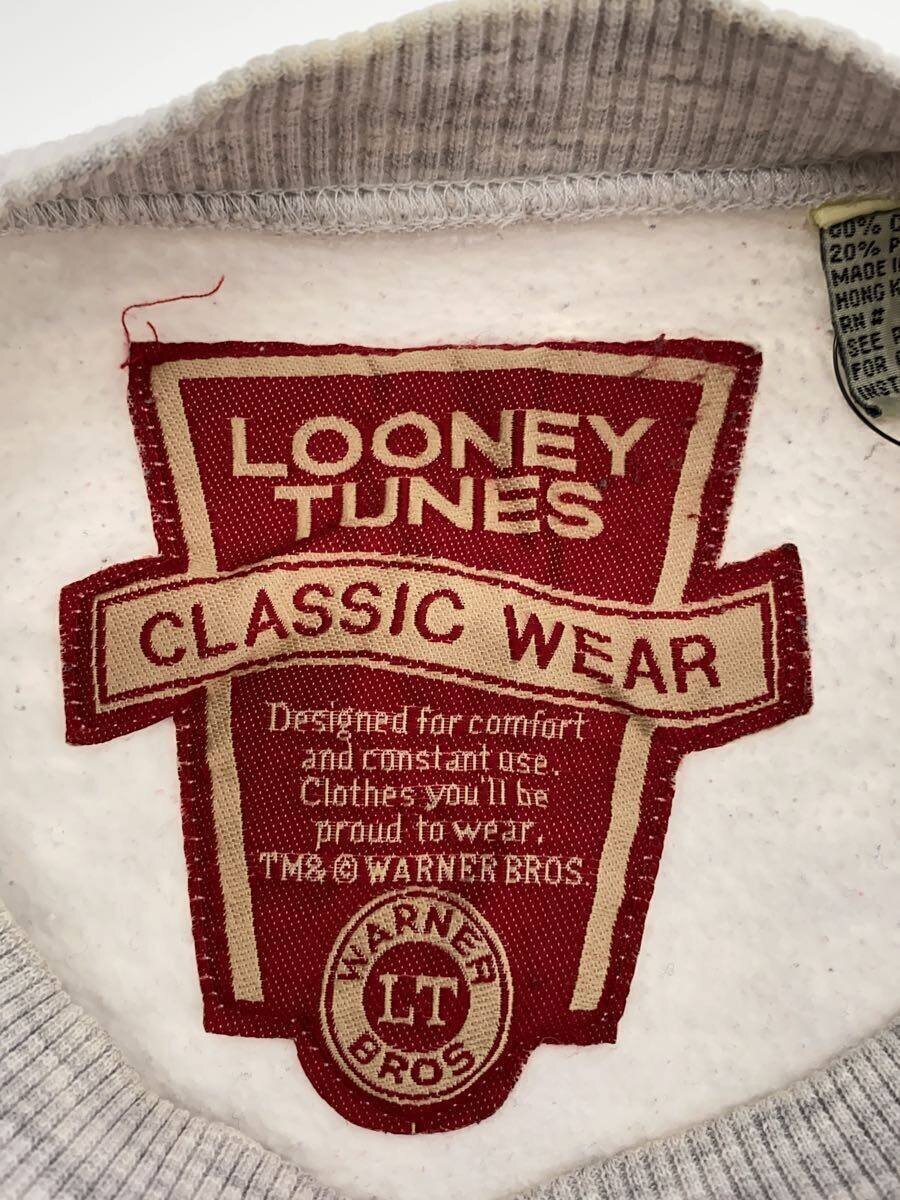 LOONEY
TUNES
CLASSIC WEAR
Designed for comfort
and constant use.
Clothes you'll be
proud to wear.
TM& © WARNER BROS.
WARNER
LT
BROS
20%
MADE
HONG
RN #
SEE
FOR